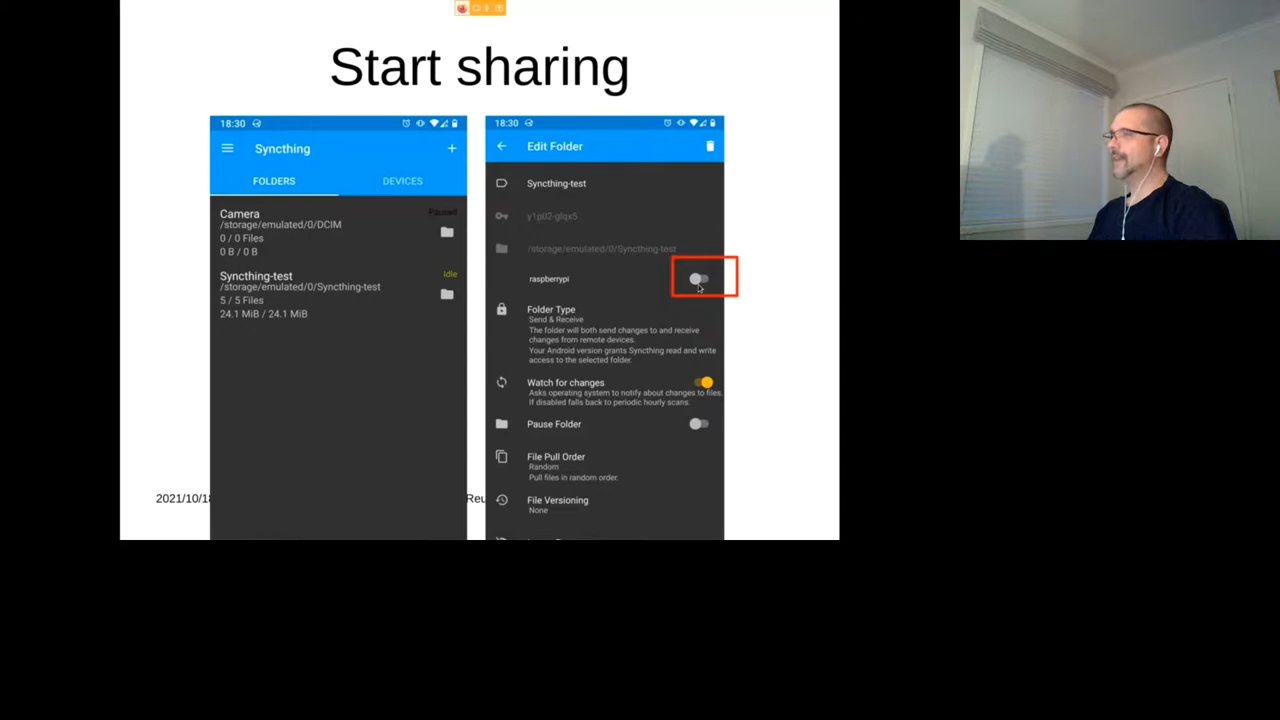 Start sharing
18:30
Syncthing
FOLDERS
DEVICES
Camera
Paused
/storage/emulated/0/DCIM
0 / 0 Files
0 B / 0 B
Syncthing-test
Idle
/storage/emulated/0/Syncthing-test
5 / 5 Files
24.1 MiB / 24.1 MiB
18:30
Edit Folder
Syncthing-test
y1p02-gfqx5
/storage/emulated/0/Syncthing-test
raspberrypi
Folder Type
Send & Receive
The folder will both send changes to and receive
changes from remote devices.
Your Android version grants Syncthing read and write
access to the selected folder.
Watch for changes
Asks operating system to notify about changes to files.
If disabled falls back to periodic hourly scans.
Pause Folder
File Pull Order
Random
Pull files in random order.
File Versioning
None
2021/10/18